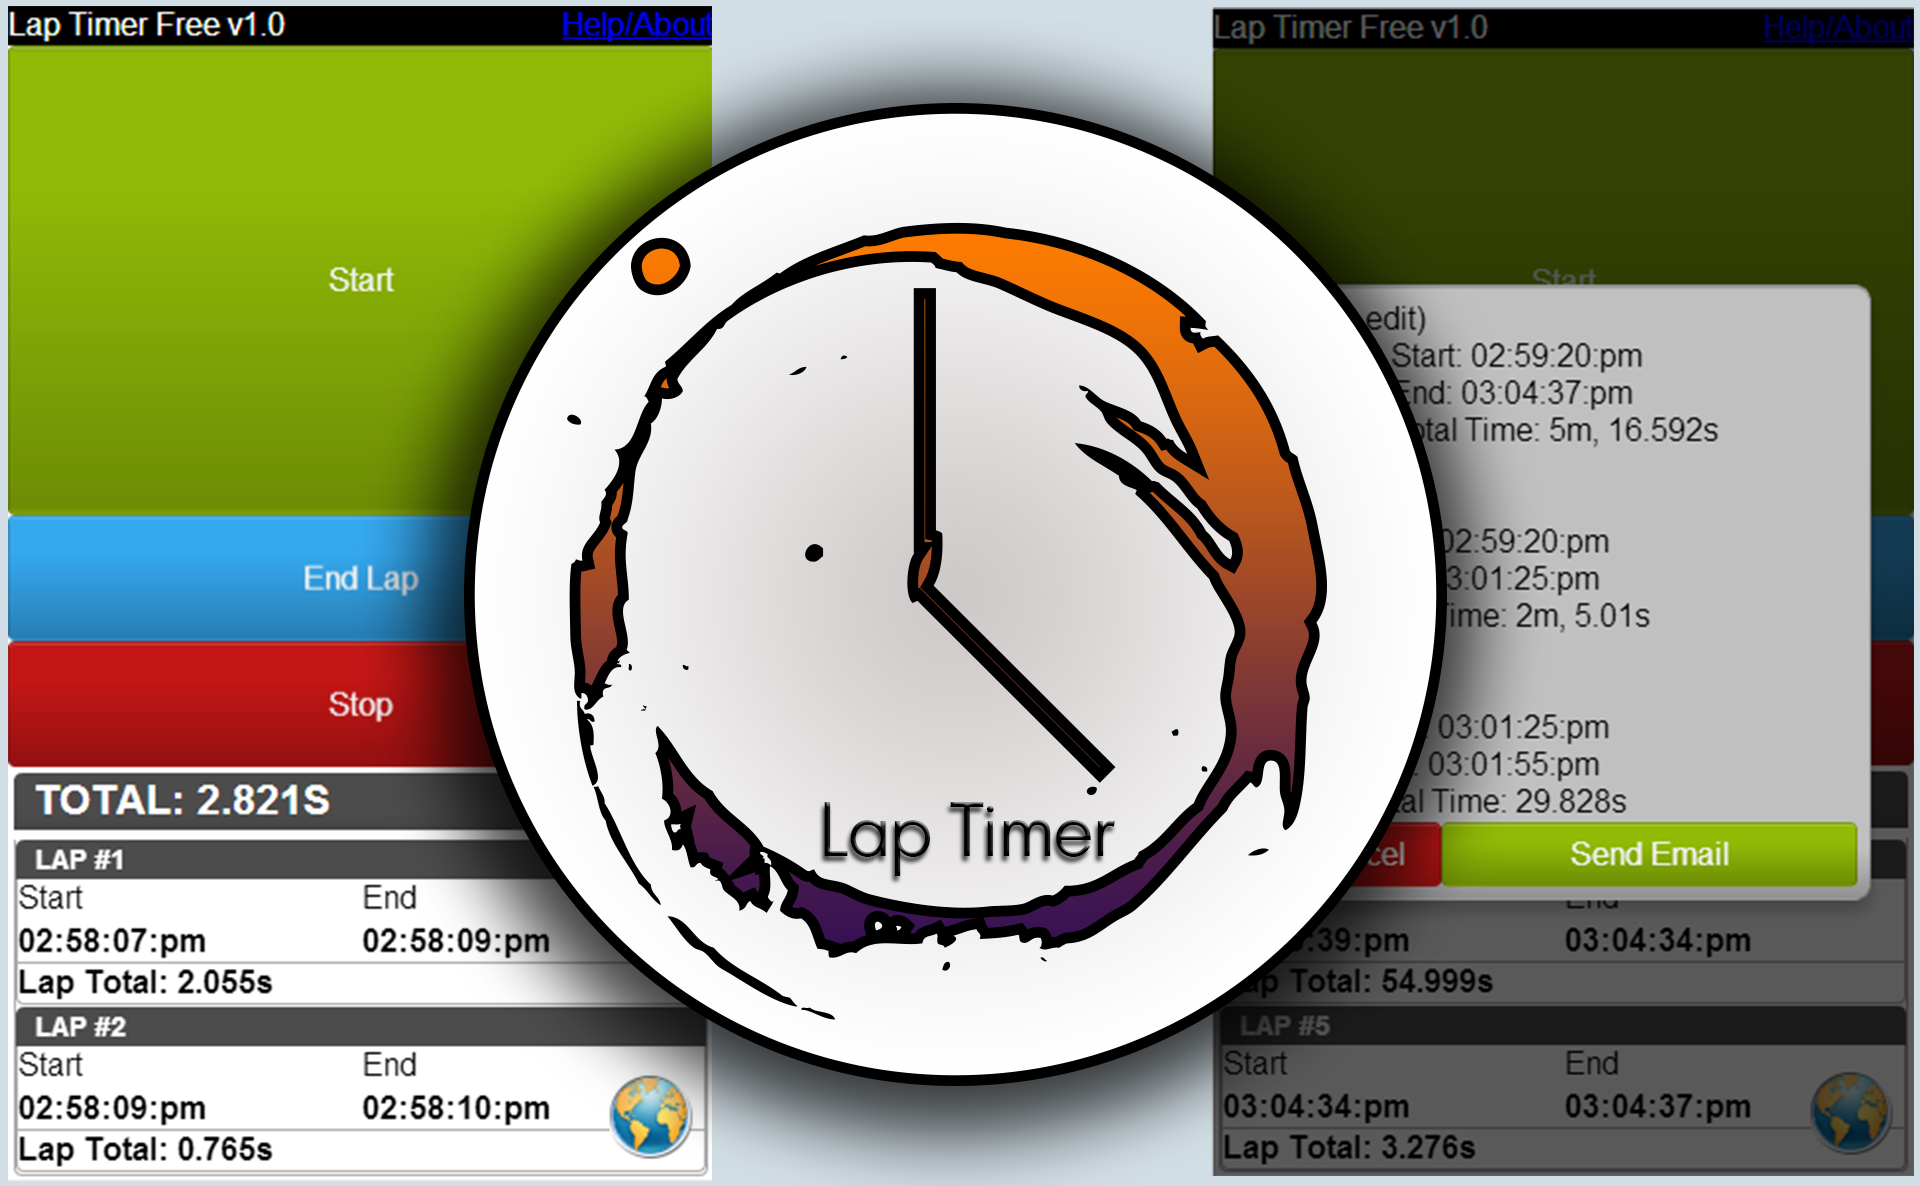 Lap Timer Free v1.0 Help/About
Start
End Lap
Stop
TOTAL: 2.821S
LAP #1
Start End
02:58:07:pm 02:58:09:pm
Lap Total: 2.055s
LAP #2
Start End
02:58:09:pm 02:58:10:pm
Lap Total: 0.765s
Lap Timer
Lap Timer Free v1.0 Help/About
Start
edit)
Start: 02:59:20:pm
End: 03:04:37:pm
Total Time: 5m, 16.592s
02:59:20:pm
3:01:25:pm
Time: 2m, 5.01s
03:01:25:pm
: 03:01:55:pm
al Time: 29.828s
cel Send Email
End
:39:pm 03:04:34:pm
Lap Total: 54.999s
LAP #5
Start End
03:04:34:pm 03:04:37:pm
Lap Total: 3.276s